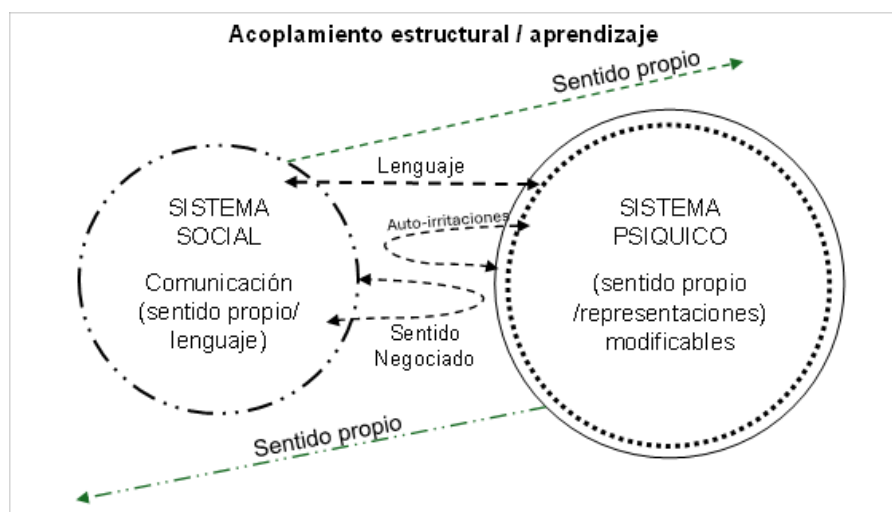 Acoplamiento estructural / aprendizaje
Sentido propio
Lenguaje
SISTEMA
SOCIAL
Comunicación
(sentido propio/
lenguaje)
Auto-irritaciones
Sentido
Negociado
SISTEMA
PSIQUICO
(sentido propio
/representaciones)
modificables
Sentido propio